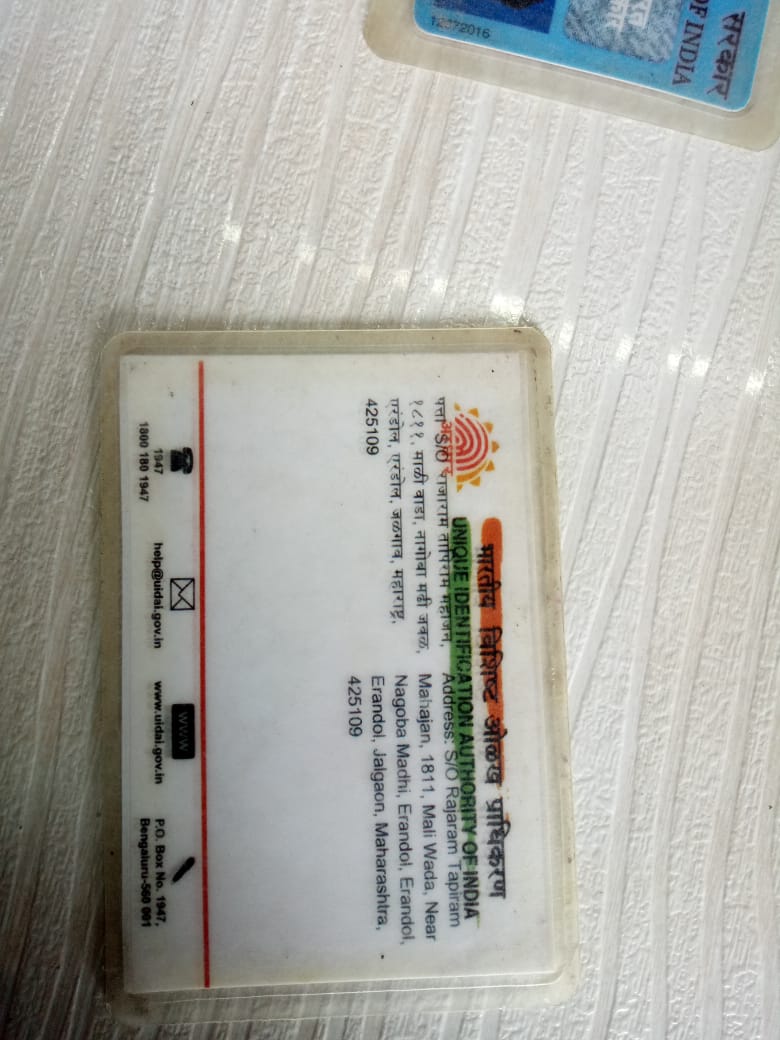 सरकार
OF INDIA
12072016
भारतीय विशिष्ट ओळख प्राधिकरण
UNIQUE IDENTIFICATION AUTHORITY OF INDIA
पत्ता S/O राजाराम तापिराम महाजन,
१८११, माळी वाडा, नागोबा मढी जवळ,
एरंडोल, एरंडोल, जळगाव, महाराष्ट्र,
425109
Address: S/O Rajaram Tapiram
Mahajan, 1811, Mali Wada, Near
Nagoba Madhi, Erandol, Erandol,
Erandol, Jalgaon, Maharashtra,
425109
1947
1800 180 1947
help@uidai.gov.in
WWW
www.uidai.gov.in
P.O. Box No. 1947,
Bengaluru-560 001